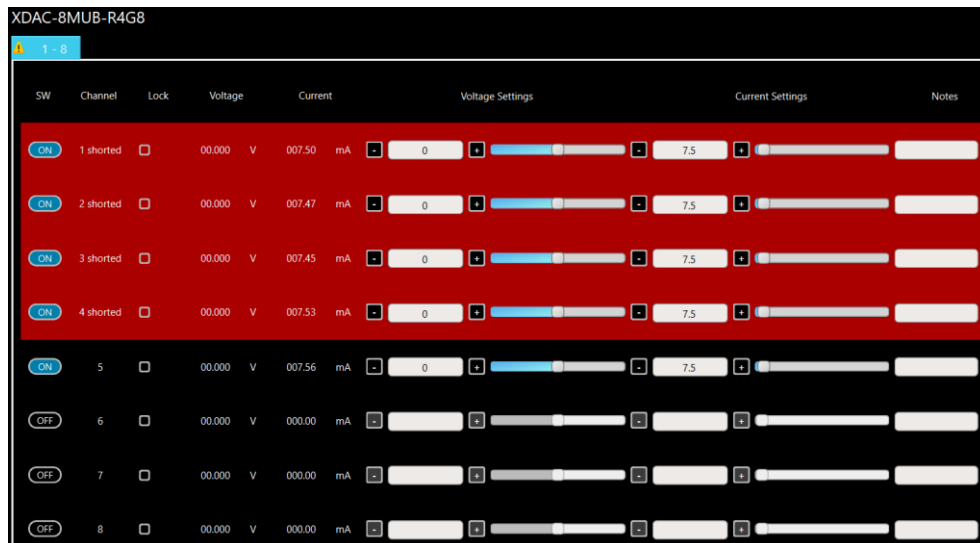 XDAC-8MUB-R4G8
1 - 8
SW Channel Lock Voltage Current Voltage Settings Current Settings Notes
ON 1 shorted 00.000 V 007.50 mA - 0 + - 7.5 +
ON 2 shorted 00.000 V 007.47 mA - 0 + - 7.5 +
ON 3 shorted 00.000 V 007.45 mA - 0 + - 7.5 +
ON 4 shorted 00.000 V 007.53 mA - 0 + - 7.5 +
ON 5 00.000 V 007.56 mA - 0 + - 7.5 +
OFF 6 00.000 V 000.00 mA - + - +
OFF 7 00.000 V 000.00 mA - + - +
OFF 8 00.000 V 000.00 mA - + - +